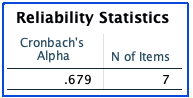 Reliability Statistics
Cronbach's
Alpha N of Items
.679 7